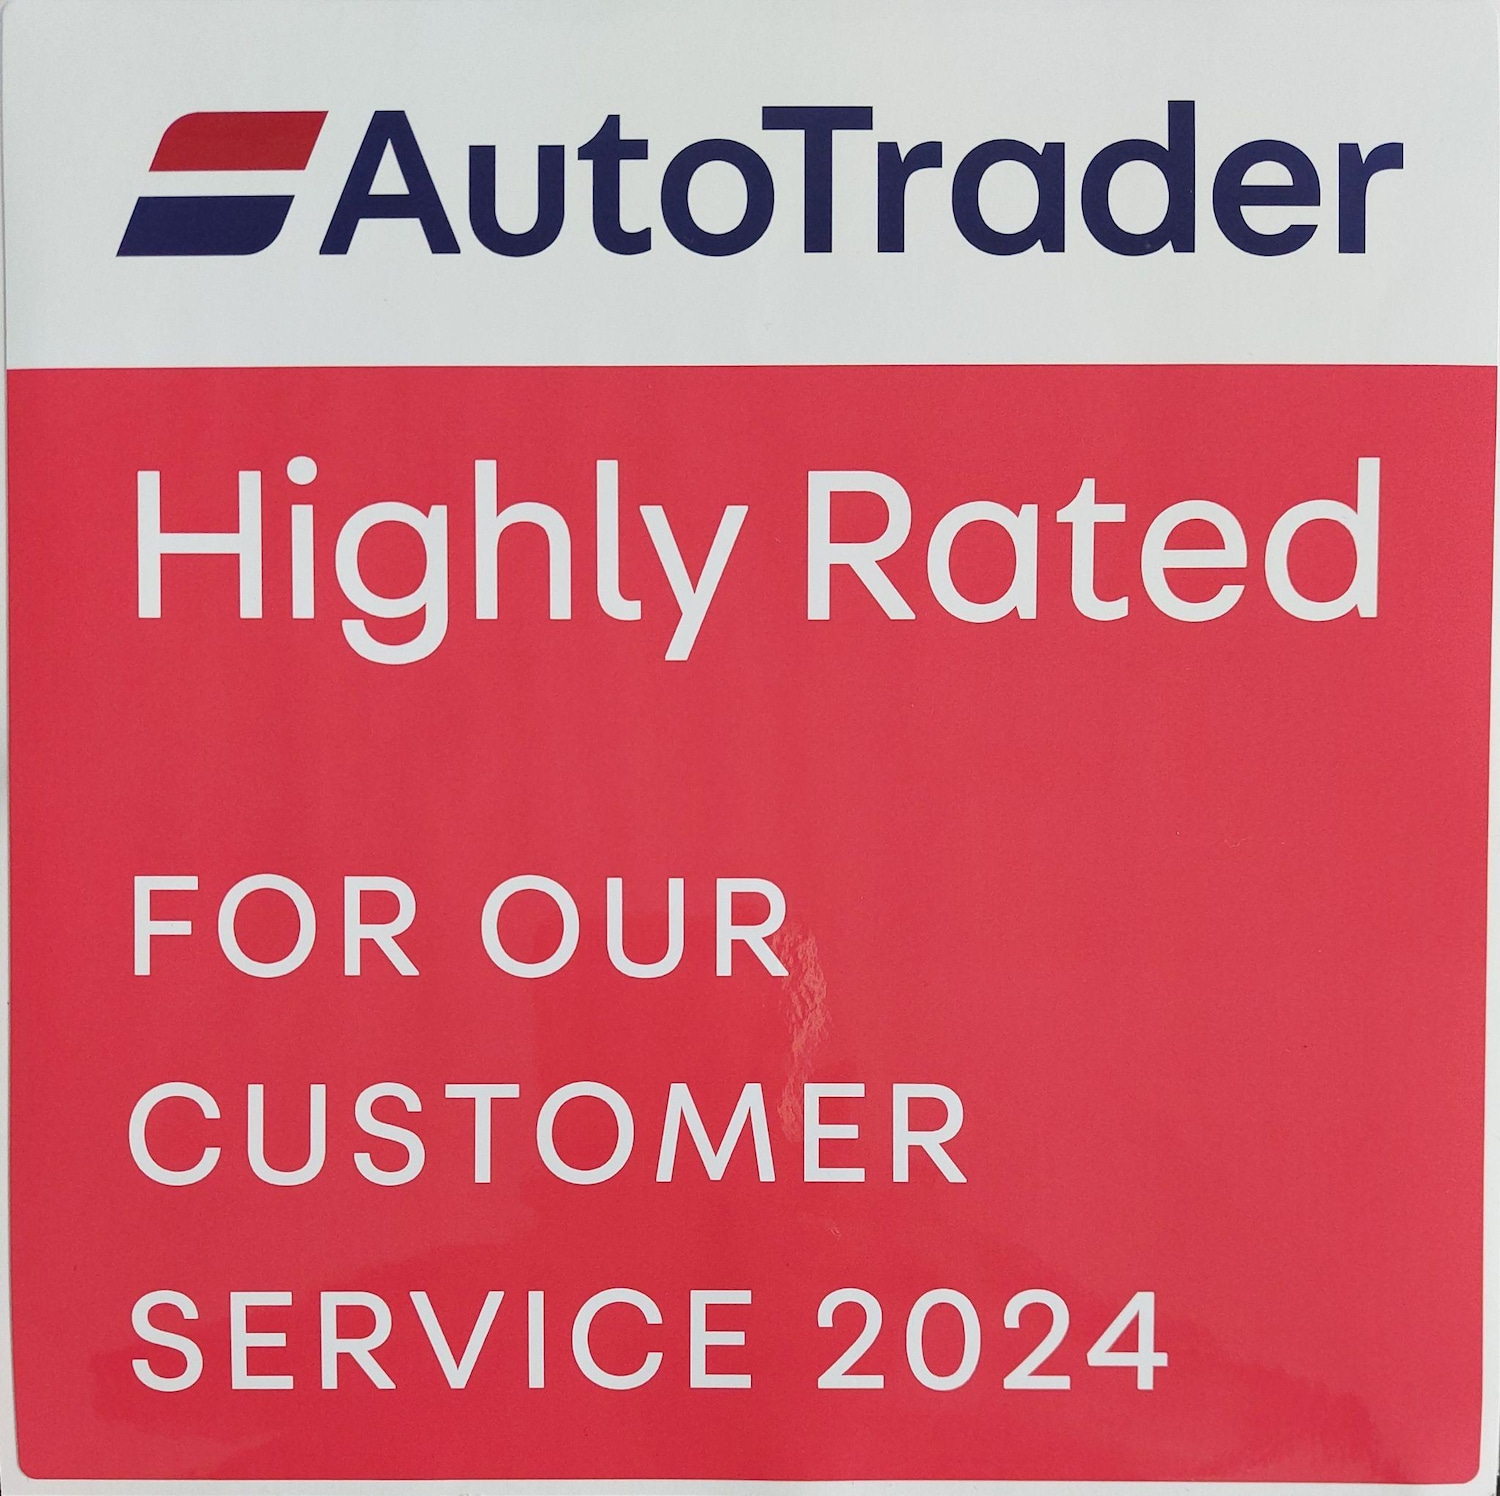 AutoTrader
Highly Rated
FOR OUR
CUSTOMER
SERVICE 2024